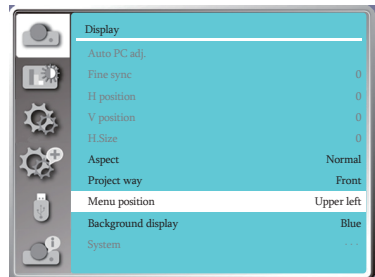 Display
Auto PC adj.
Fine sync 0
H position 0
V position 0
H.Size 0
Aspect Normal
Project way Front
Menu position Upper left
Background display Blue
System - - -